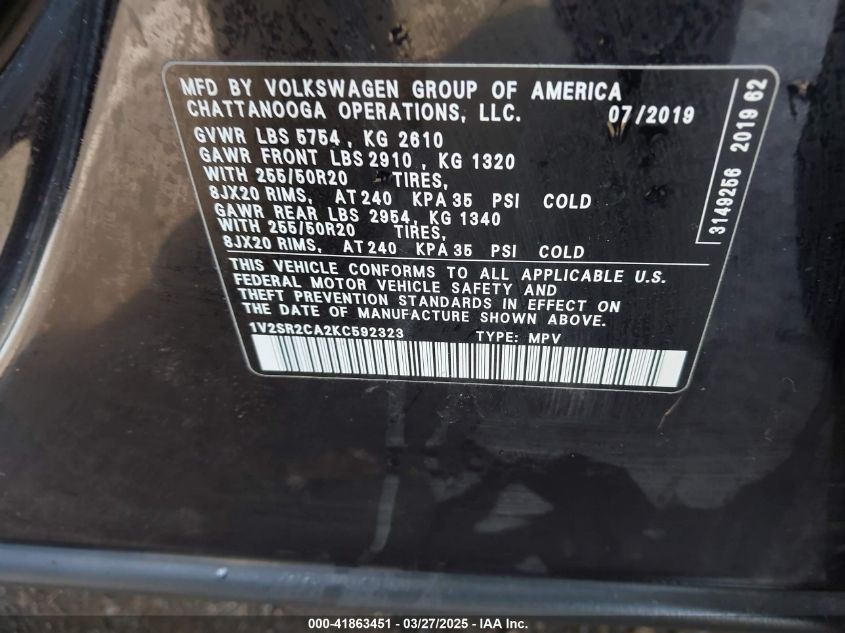 MFD BY VOLKSWAGEN GROUP OF AMERICA
CHATTANOOGA OPERATIONS, LLC. 07/2019
GVWR LBS 5754 , KG 2610
GAWR FRONT LBS 2910 , KG 1320
WITH 255/50R20 TIRES,
8JX20 RIMS, AT 240 KPA 35 PSI COLD
GAWR REAR LBS 2954, KG 1340
WITH 255/50R20 TIRES,
8JX20 RIMS, AT 240 KPA 35 PSI COLD
THIS VEHICLE CONFORMS TO ALL APPLICABLE U.S.
FEDERAL MOTOR VEHICLE SAFETY AND
THEFT PREVENTION STANDARDS IN EFFECT ON
THE DATE OF MANUFACTURE SHOWN ABOVE.
1V2SR2CA2KC592323 TYPE: MPV
3149256 2019 62
000-41863451 | 03/27/2025 | IAA Inc.